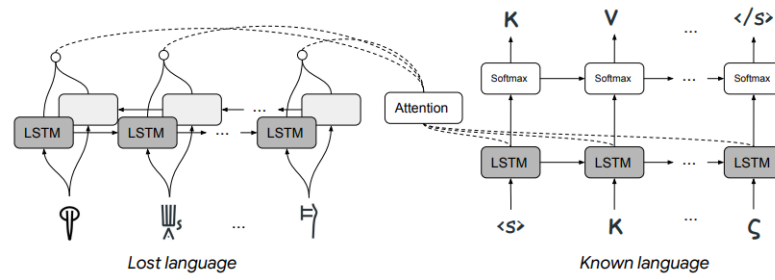 K V ... </s>
Softmax Softmax ... Softmax
Attention
... 
LSTM LSTM ... LSTM
LSTM LSTM ... LSTM
<s> K ... ς
...
Lost language Known language